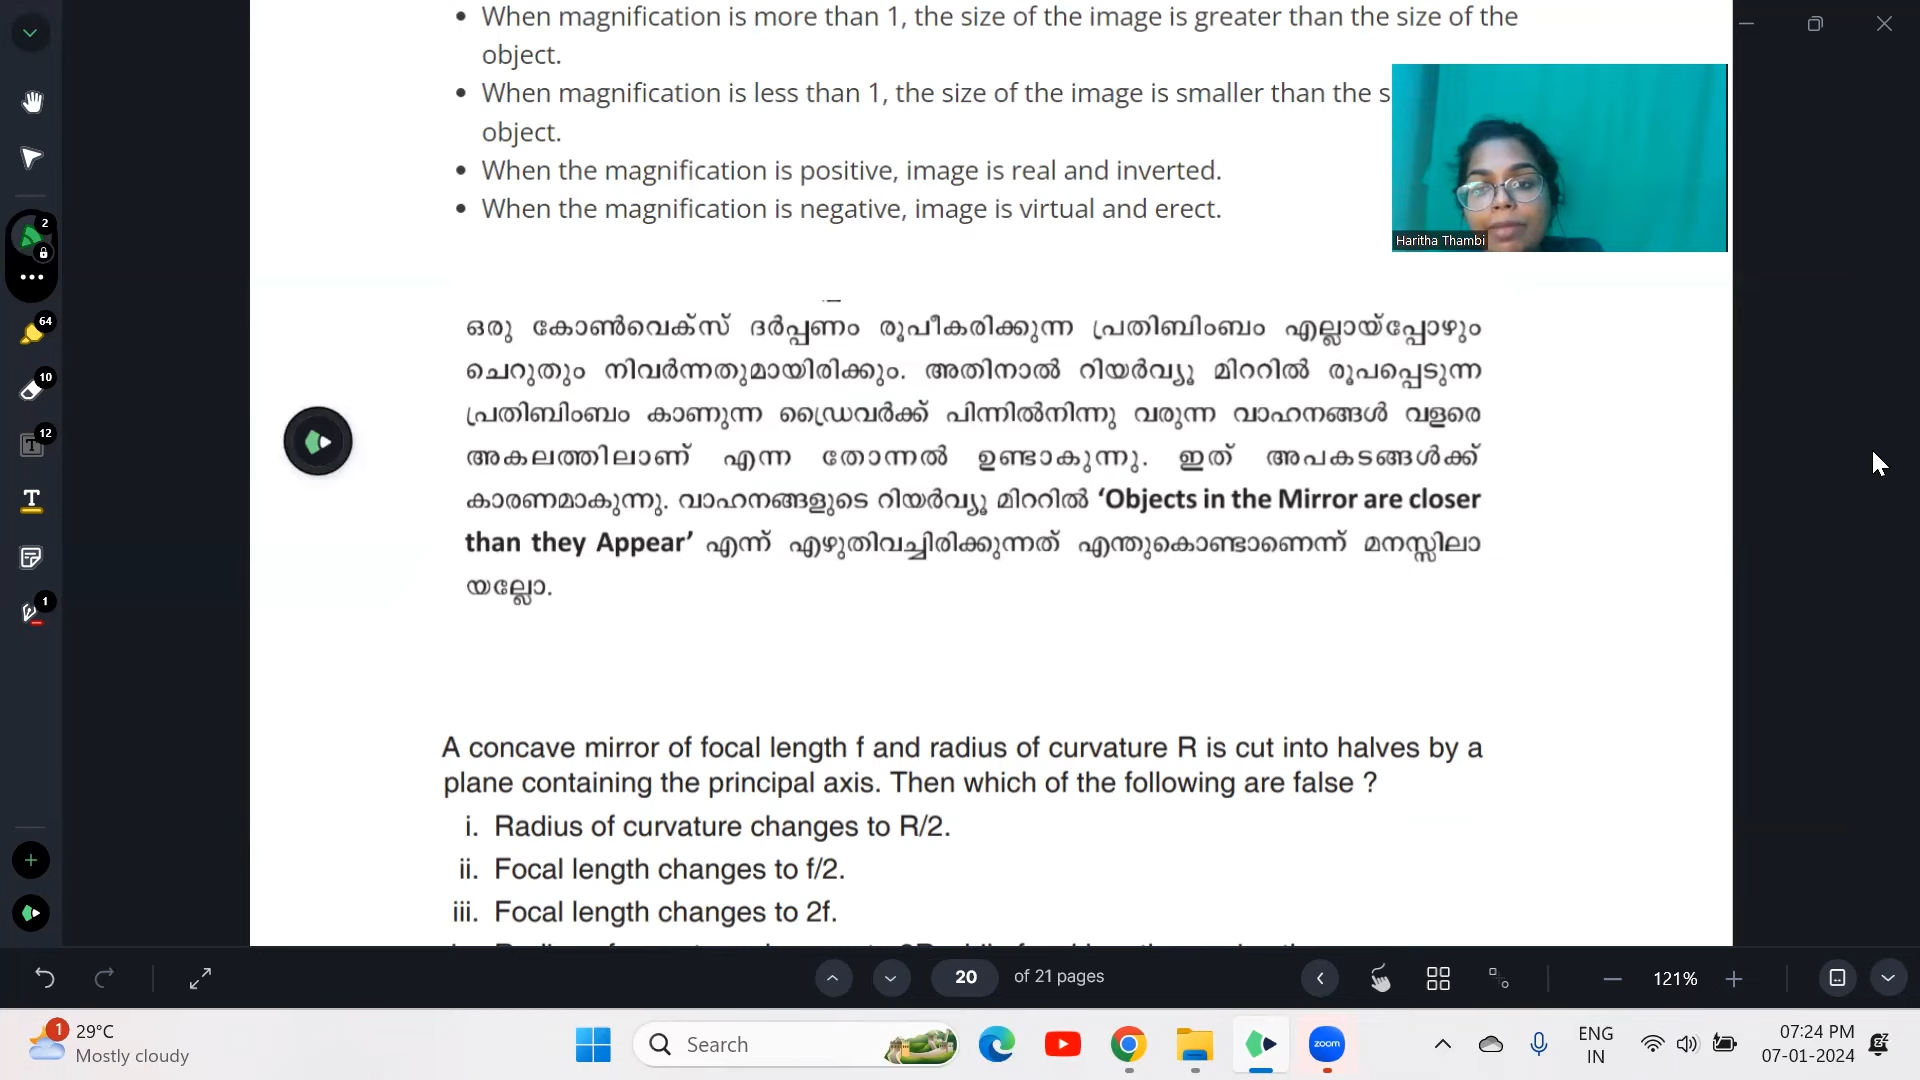 When magnification is more than 1, the size of the image is greater than the size of the
object.
When magnification is less than 1, the size of the image is smaller than the s
object.
When the magnification is positive, image is real and inverted.
When the magnification is negative, image is virtual and erect.
Haritha Thambi
ഒരു കോൺവെക്സ് ദർപ്പണം രൂപീകരിക്കുന്ന പ്രതിബിംബം എല്ലായ്പ്പോഴും
ചെറുതും നിവർന്നതുമായിരിക്കും. അതിനാൽ റിയർവ്യൂ മിററിൽ രൂപപ്പെടുന്ന
പ്രതിബിംബം കാണുന്ന ഡ്രൈവർക്ക് പിന്നിൽനിന്നു വരുന്ന വാഹനങ്ങൾ വളരെ
അകലത്തിലാണ് എന്ന തോന്നൽ ഉണ്ടാകുന്നു. ഇത് അപകടങ്ങൾക്ക്
കാരണമാകുന്നു. വാഹനങ്ങളുടെ റിയർവ്യൂ മിററിൽ ‘Objects in the Mirror are closer
than they Appear’ എന്ന് എഴുതിവച്ചിരിക്കുന്നത് എന്തുകൊണ്ടാണെന്ന് മനസ്സിലാ
യല്ലോ.
A concave mirror of focal length f and radius of curvature R is cut into halves by a
plane containing the principal axis. Then which of the following are false ?
i. Radius of curvature changes to R/2.
ii. Focal length changes to f/2.
iii. Focal length changes to 2f.
2
64
10
12
1
20 of 21 pages
121%
1
29°C
Mostly cloudy
Search
zoom
ENG
IN
07:24 PM
07-01-2024